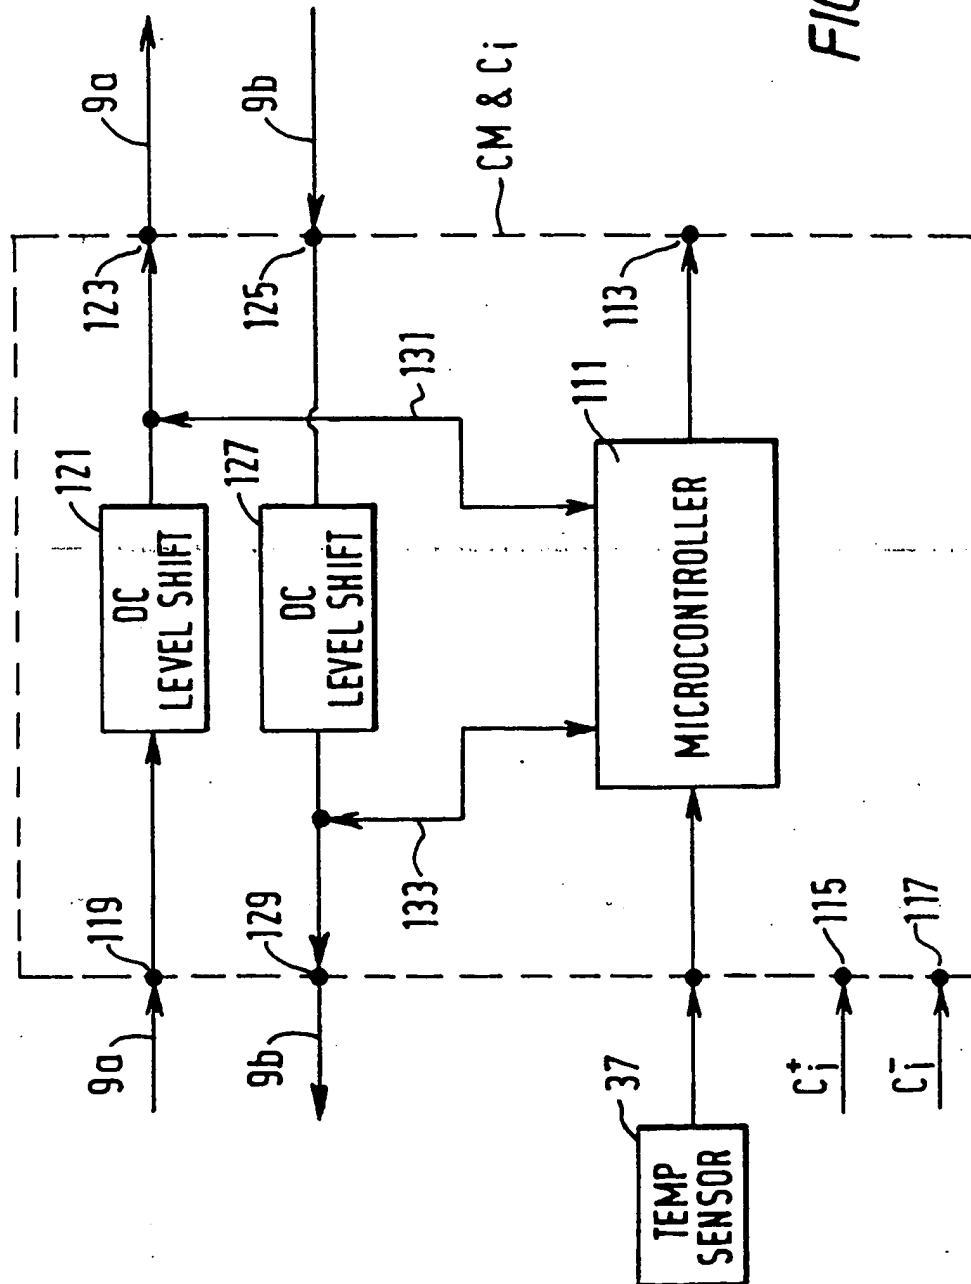 9a
119
121
DC
LEVEL SHIFT
123
9a
9b
129
127
DC
LEVEL SHIFT
125
9b
133
131
CM & Ci
37
TEMP
SENSOR
111
MICROCONTROLLER
113
Ci+
115
Ci-
117